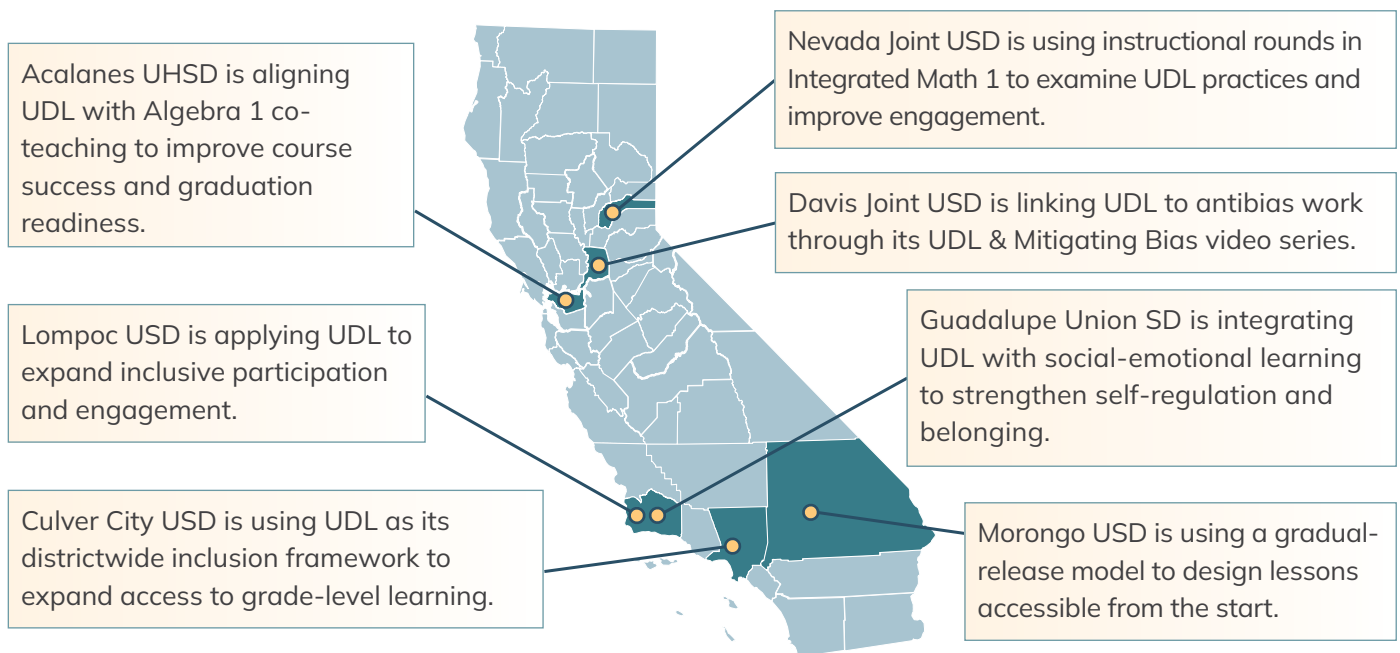 Acalanes UHSD is aligning
UDL with Algebra 1 co-
teaching to improve course
success and graduation
readiness.
Lompoc USD is applying UDL to
expand inclusive participation
and engagement.
Culver City USD is using UDL as its
districtwide inclusion framework to
expand access to grade-level learning.
Nevada Joint USD is using instructional rounds in
Integrated Math 1 to examine UDL practices and
improve engagement.
Davis Joint USD is linking UDL to antibias work
through its UDL & Mitigating Bias video series.
Guadalupe Union SD is integrating
UDL with social-emotional learning
to strengthen self-regulation and
belonging.
Morongo USD is using a gradual-
release model to design lessons
accessible from the start.